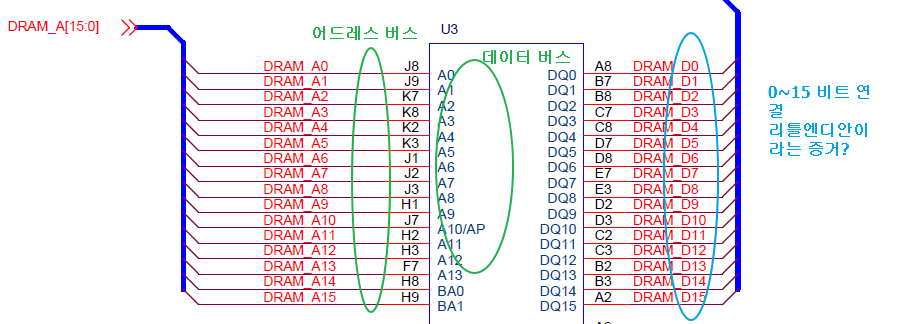 DRAM_A[15:0]
어드레스 버스
U3
데이터 버스
DRAM_A0 J8 A0 DQ0 A8 DRAM_D0
DRAM_A1 J9 A1 DQ1 B7 DRAM_D1
DRAM_A2 K7 A2 DQ2 B8 DRAM_D2
DRAM_A3 K8 A3 DQ3 C7 DRAM_D3
DRAM_A4 K2 A4 DQ4 C8 DRAM_D4
DRAM_A5 K3 A5 DQ5 D7 DRAM_D5
DRAM_A6 J1 A6 DQ6 D8 DRAM_D6
DRAM_A7 J2 A7 DQ7 E7 DRAM_D7
DRAM_A8 J3 A8 DQ8 E3 DRAM_D8
DRAM_A9 H1 A9 DQ9 D2 DRAM_D9
DRAM_A10 J7 A10/AP DQ10 D3 DRAM_D10
DRAM_A11 H2 A11 DQ11 C2 DRAM_D11
DRAM_A12 H3 A12 DQ12 C3 DRAM_D12
DRAM_A13 F7 A13 DQ13 B2 DRAM_D13
DRAM_A14 H8 BA0 DQ14 B3 DRAM_D14
DRAM_A15 H9 BA1 DQ15 A2 DRAM_D15
0~15 비트 연
결
리틀엔디안이
라는 증거?